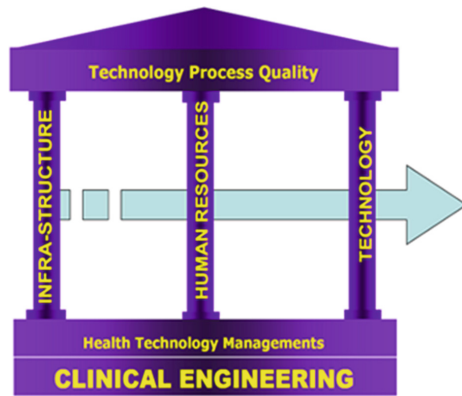 Technology Process Quality
INFRA-STRUCTURE
HUMAN RESOURCES
TECHNOLOGY
Health Technology Managements
CLINICAL ENGINEERING